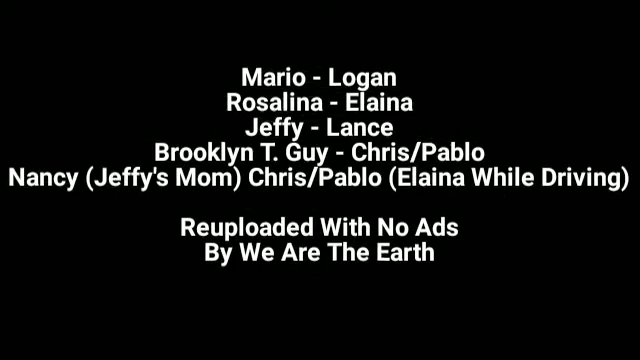 Mario - Logan
Rosalina - Elaina
Jeffy - Lance
Brooklyn T. Guy - Chris/Pablo
Nancy (Jeffy's Mom) Chris/Pablo (Elaina While Driving)
Reuploaded With No Ads
By We Are The Earth